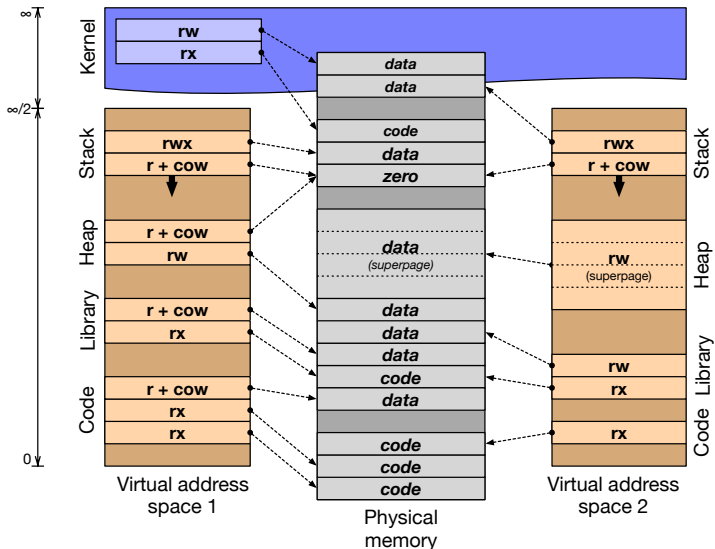 ∞
Kernel
rw
rx
∞/2
Stack
rwx
r + cow
Heap
r + cow
rw
Library
r + cow
rx
Code
r + cow
rx
rx
0
Virtual address
space 1
data
data
code
data
zero
data
(superpage)
data
data
data
code
data
code
code
code
Physical
memory
rwx
r + cow
Stack
rw
(superpage)
Heap
rw
rx
Library
rx
Code
Virtual address
space 2